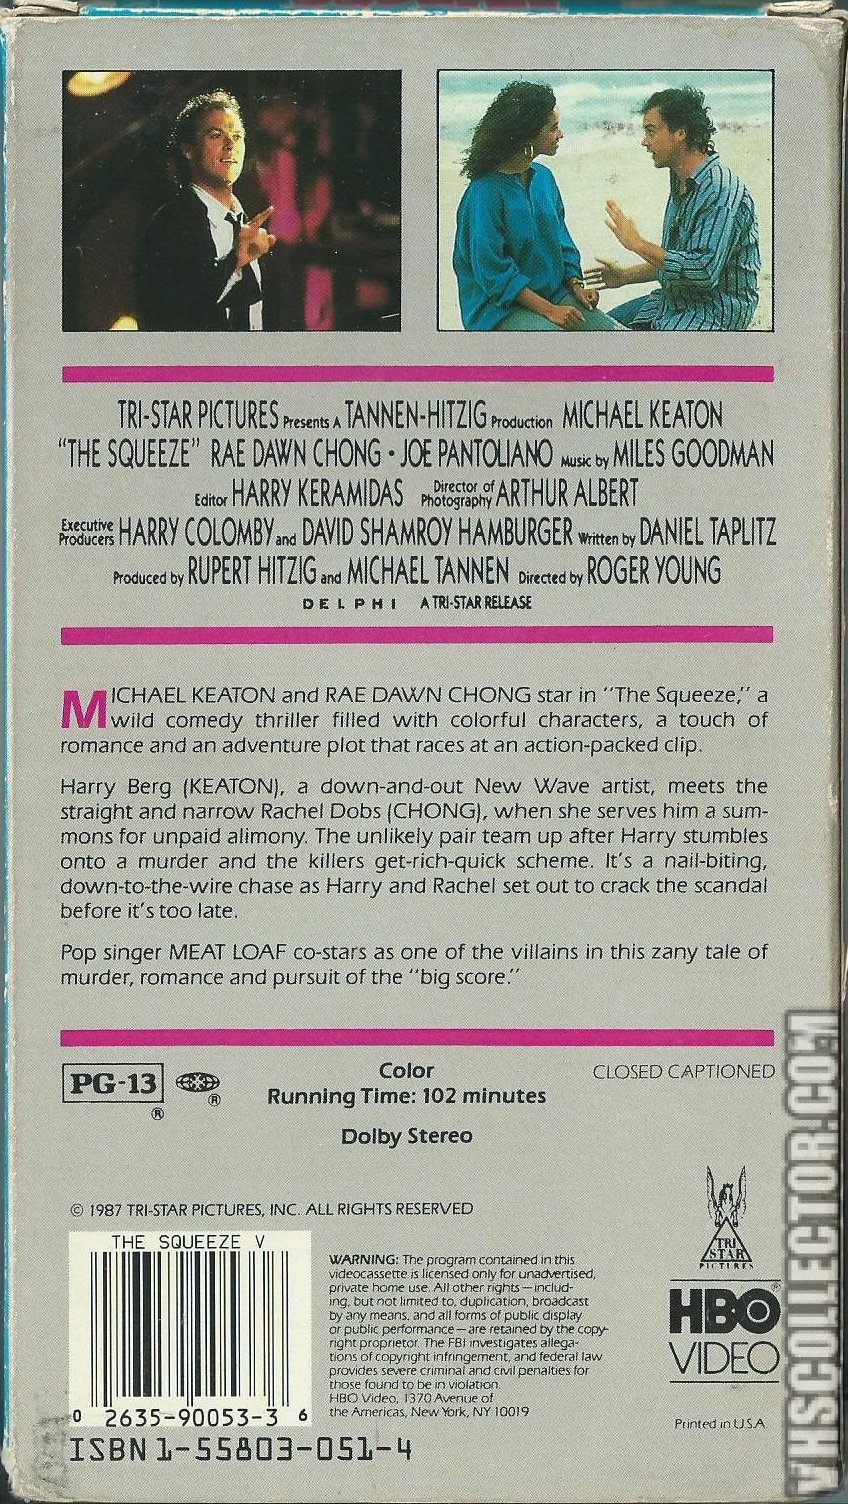 TRI-STAR PICTURES Presents A TANNEN-HITZIG Production MICHAEL KEATON
"THE SQUEEZE" RAE DAWN CHONG • JOE PANTOLIANO Music by MILES GOODMAN
Editor HARRY KERAMIDAS Director of Photography ARTHUR ALBERT
Executive Producers HARRY COLOMBY and DAVID SHAMROY HAMBURGER Written by DANIEL TAPLITZ
Produced by RUPERT HITZIG and MICHAEL TANNEN Directed by ROGER YOUNG
DELPHI A TRI-STAR RELEASE
MICHAEL KEATON and RAE DAWN CHONG star in "The Squeeze," a
wild comedy thriller filled with colorful characters, a touch of
romance and an adventure plot that races at an action-packed clip.
Harry Berg (KEATON), a down-and-out New Wave artist, meets the
straight and narrow Rachel Dobs (CHONG), when she serves him a sum-
mons for unpaid alimony. The unlikely pair team up after Harry stumbles
onto a murder and the killers get-rich-quick scheme. It's a nail-biting,
down-to-the-wire chase as Harry and Rachel set out to crack the scandal
before it's too late.
Pop singer MEAT LOAF co-stars as one of the villains in this zany tale of
murder, romance and pursuit of the "big score."
PG-13 ®
®
Color
Running Time: 102 minutes
Dolby Stereo
CLOSED CAPTIONED
© 1987 TRI-STAR PICTURES, INC. ALL RIGHTS RESERVED
THE SQUEEZE V
0 2635-90053-3 6
ISBN 1-55803-051-4
WARNING: The program contained in this
videocassette is licensed only for unadvertised,
private home use. All other rights—includ-
ing, but not limited to, duplication, broadcast
by any means, and all forms of public display
or public performance—are retained by the copy-
right proprietor. The FBI investigates allega-
tions of copyright infringement, and federal law
provides severe criminal and civil penalties for
those found to be in violation.
HBO Video, 1370 Avenue of
the Americas, New York, NY 10019
TRI
STAR
PICTURES
HBO®
VIDEO
Printed in U.S.A.
VHSCOLLECTOR.COM